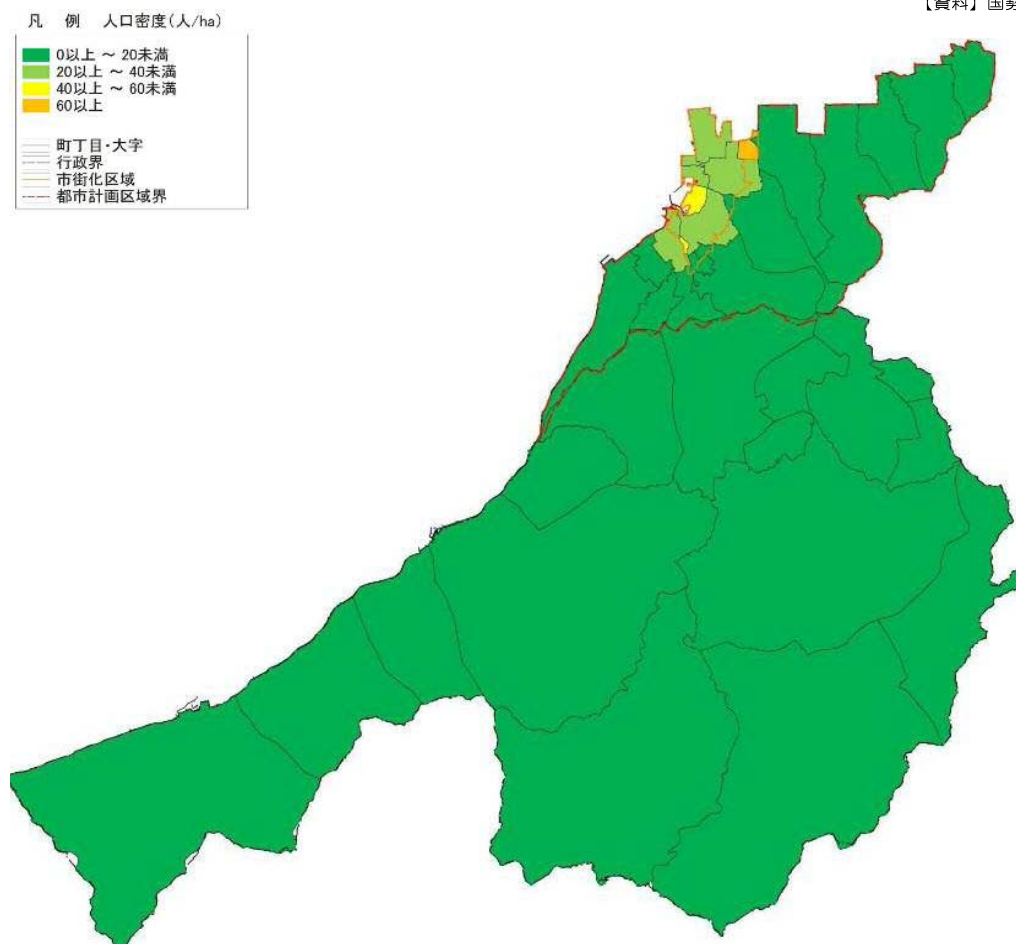 【資料】国勢
凡 例 人口密度(人/ha)
0以上 ~ 20未満
20以上 ~ 40未満
40以上 ~ 60未満
60以上
町丁目・大字
行政界
市街化区域
都市計画区域界